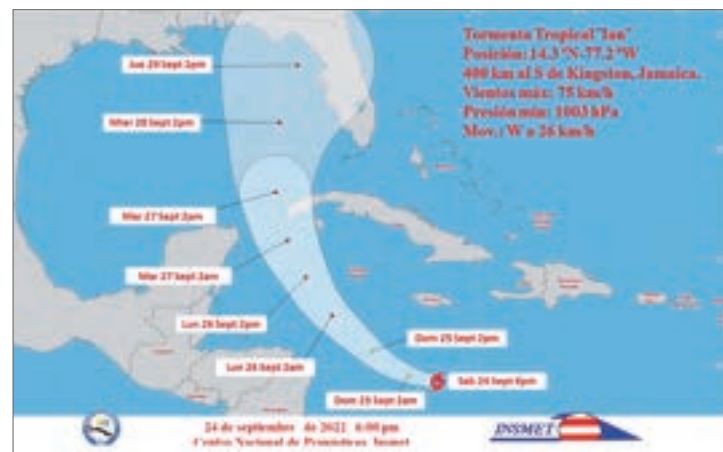 Tormenta Tropical "Ian"
Posición: 14.3 °N-77.2 °W
400 km al S de Kingston, Jamaica.
Vientos máx: 75 km/h
Presión mín: 1003 hPa
Mov.: W a 26 km/h
Jue 29 Sept 2pm
Mier 28 Sept 2pm
Mar 27 Sept 2pm
Mar 27 Sept 2am
Lun 26 Sept 2pm
Lun 26 Sept 2am
Dom 25 Sept 2pm
Dom 25 Sept 2am
Sab 24 Sept 6pm
24 de septiembre de 2022 6:00 pm
Centro Nacional de Pronósticos Insmet
INSMET